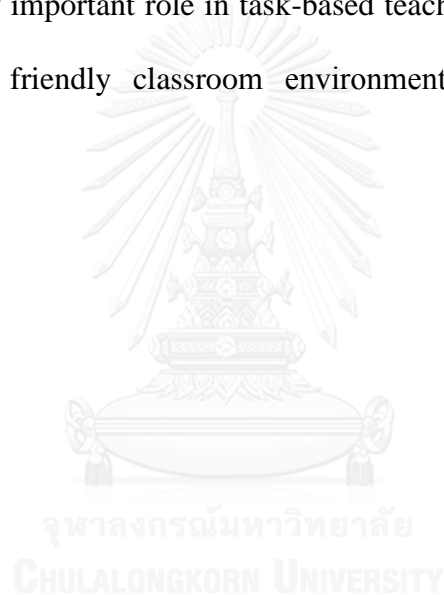 important role in task-based teach
friendly classroom environment
จุฬาลงกรณ์มหาวิทยาลัย
CHULALONGKORN UNIVERSITY